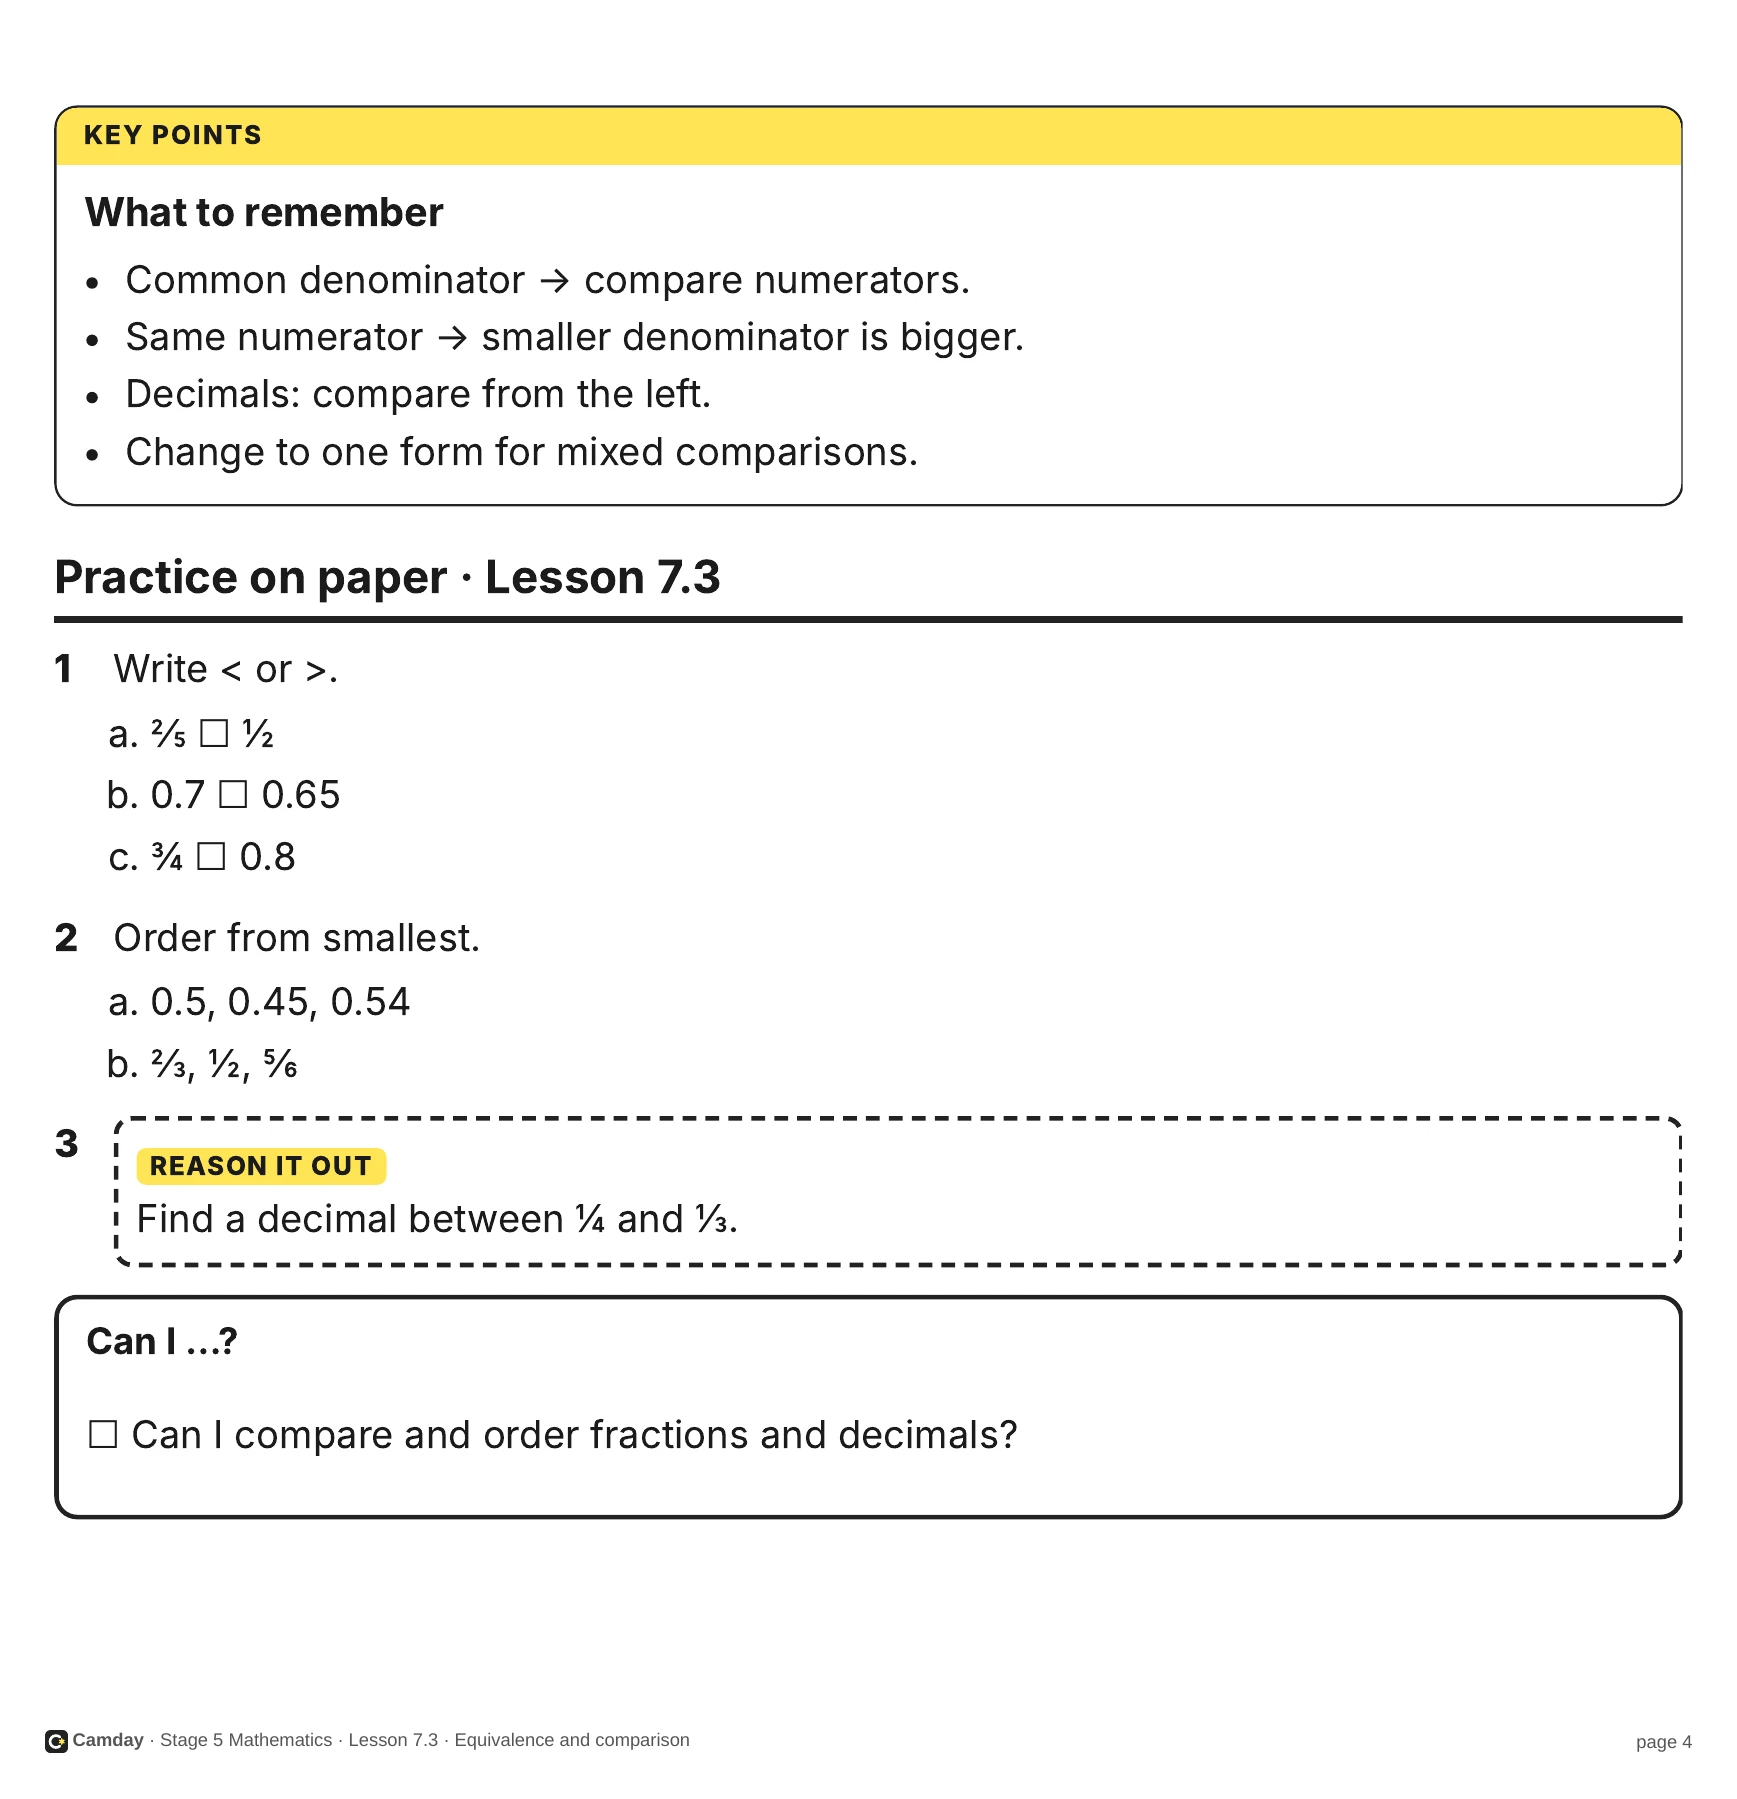 KEY POINTS
What to remember
• Common denominator → compare numerators.
• Same numerator → smaller denominator is bigger.
• Decimals: compare from the left.
• Change to one form for mixed comparisons.
Practice on paper · Lesson 7.3
1 Write < or >.
a. ⅖ ☐ ½
b. 0.7 ☐ 0.65
c. ¾ ☐ 0.8
2 Order from smallest.
a. 0.5, 0.45, 0.54
b. ⅔, ½, ⅚
3 REASON IT OUT
Find a decimal between ¼ and ⅓.
Can I ...?
☐ Can I compare and order fractions and decimals?
Camday · Stage 5 Mathematics · Lesson 7.3 · Equivalence and comparison page 4